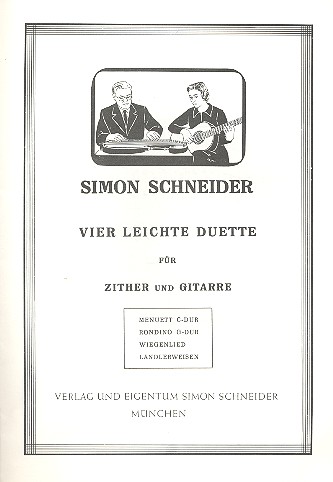 SIMON SCHNEIDER
VIER LEICHTE DUETTE
FÜR
ZITHER UND GITARRE
MENUETT C-DUR
RONDINO G-DUR
WIEGENLIED
LÄNDLERWEISEN
VERLAG UND EIGENTUM SIMON SCHNEIDER
MÜNCHEN